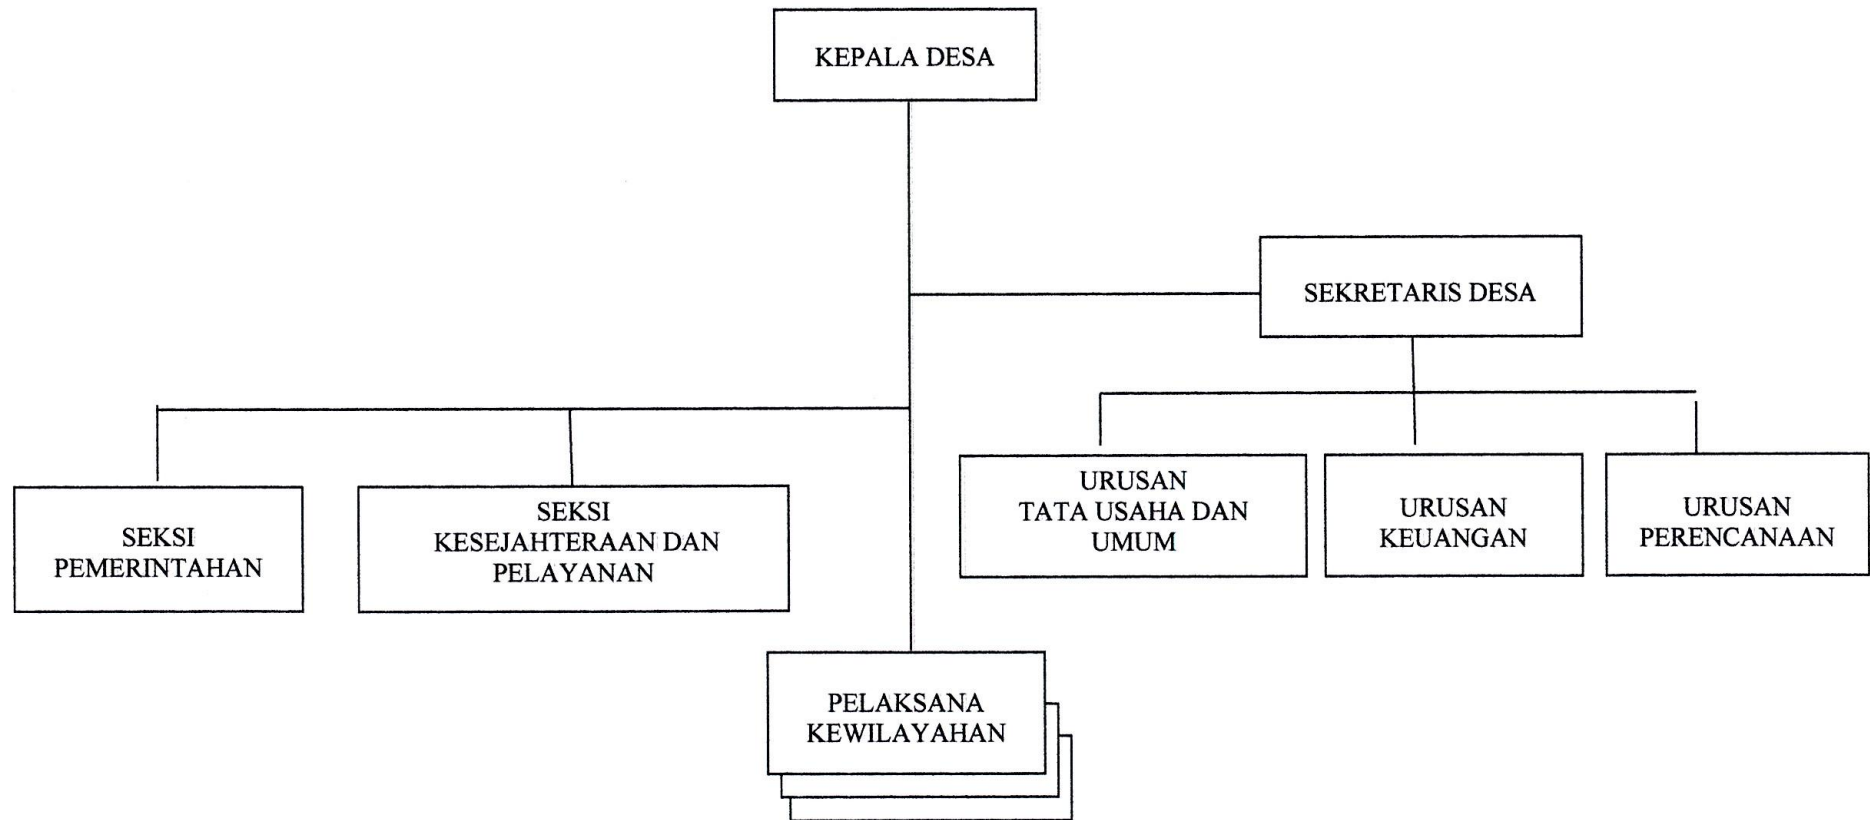 KEPALA DESA
SEKRETARIS DESA
SEKSI
PEMERINTAHAN
SEKSI
KESEJAHTERAAN DAN
PELAYANAN
URUSAN
TATA USAHA DAN
UMUM
URUSAN
KEUANGAN
URUSAN
PERENCANAAN
PELAKSANA
KEWILAYAHAN